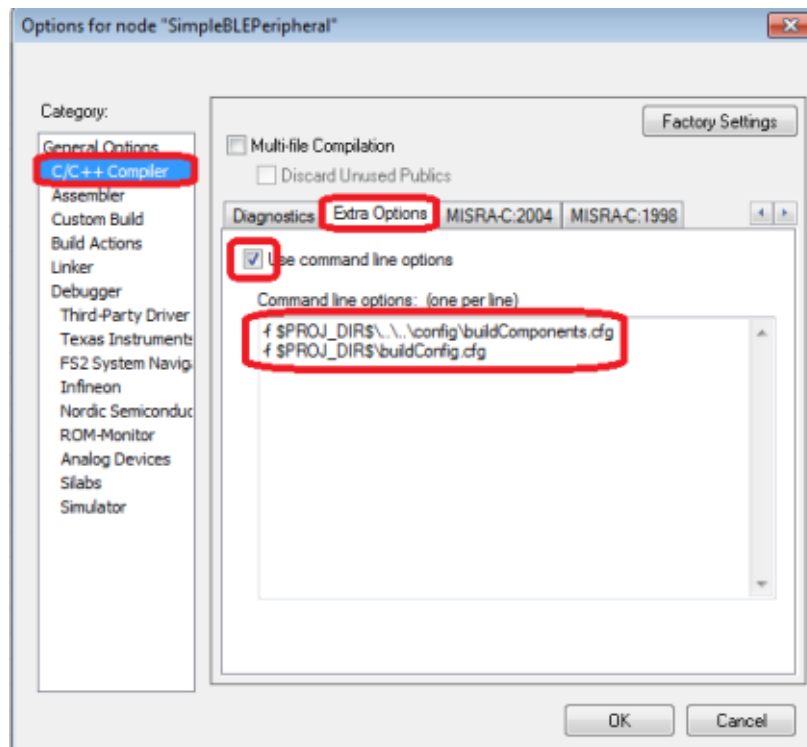 Options for node "SimpleBLEPeripheral"
Category:
General Options
C/C++ Compiler
Assembler
Custom Build
Build Actions
Linker
Debugger
Third-Party Driver
Texas Instruments
FS2 System Navig
Infineon
Nordic Semiconduc
ROM-Monitor
Analog Devices
Silabs
Simulator
Factory Settings
Multi-file Compilation
Discard Unused Publics
Diagnostics Extra Options MISRA-C:2004 MISRA-C:1998
Use command line options
Command line options: (one per line)
-f $PROJ_DIR$\..\..\config\buildComponents.cfg
-f $PROJ_DIR$\buildConfig.cfg
OK Cancel